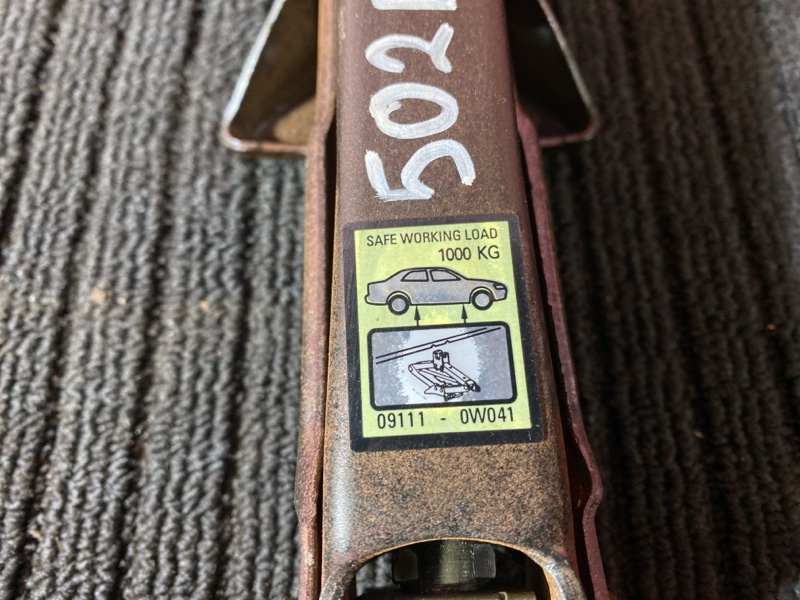 502
SAFE WORKING LOAD
1000 KG
09111 - 0W041